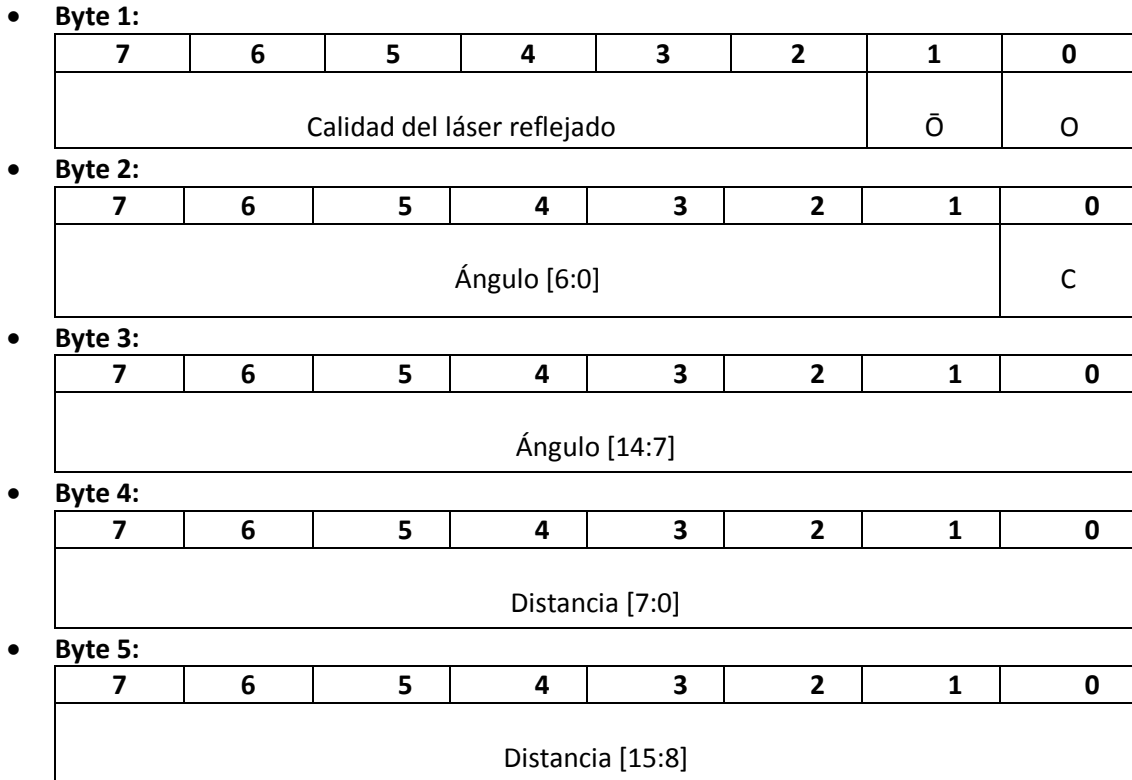 • Byte 1:
7 6 5 4 3 2 1 0
Calidad del láser reflejado Ō O
• Byte 2:
7 6 5 4 3 2 1 0
Ángulo [6:0] C
• Byte 3:
7 6 5 4 3 2 1 0
Ángulo [14:7]
• Byte 4:
7 6 5 4 3 2 1 0
Distancia [7:0]
• Byte 5:
7 6 5 4 3 2 1 0
Distancia [15:8]